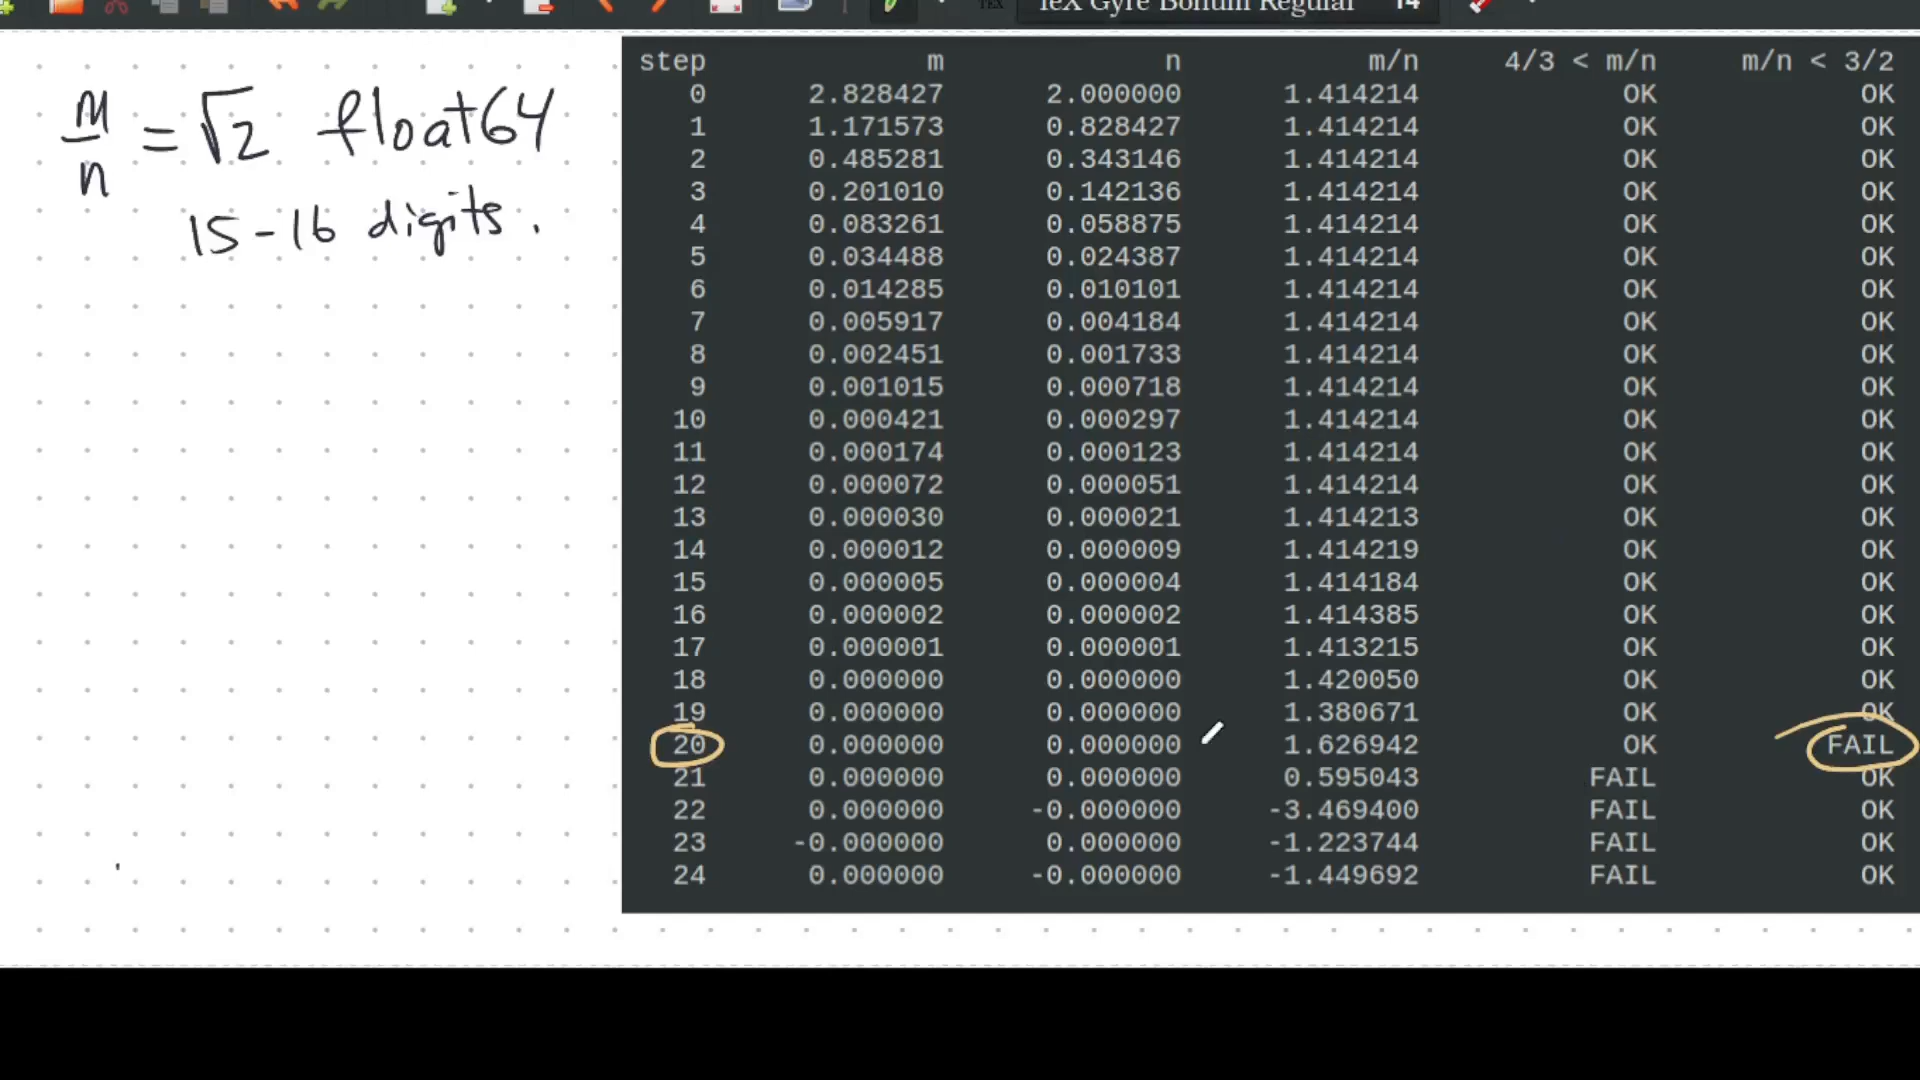 TeX Gyre Bonum Regular 14
m/n = √2 float64
15-16 digits.
step m n m/n 4/3 < m/n m/n < 3/2
0 2.828427 2.000000 1.414214 OK OK
1 1.171573 0.828427 1.414214 OK OK
2 0.485281 0.343146 1.414214 OK OK
3 0.201010 0.142136 1.414214 OK OK
4 0.083261 0.058875 1.414214 OK OK
5 0.034488 0.024387 1.414214 OK OK
6 0.014285 0.010101 1.414214 OK OK
7 0.005917 0.004184 1.414214 OK OK
8 0.002451 0.001733 1.414214 OK OK
9 0.001015 0.000718 1.414214 OK OK
10 0.000421 0.000297 1.414214 OK OK
11 0.000174 0.000123 1.414214 OK OK
12 0.000072 0.000051 1.414214 OK OK
13 0.000030 0.000021 1.414213 OK OK
14 0.000012 0.000009 1.414219 OK OK
15 0.000005 0.000004 1.414184 OK OK
16 0.000002 0.000002 1.414385 OK OK
17 0.000001 0.000001 1.413215 OK OK
18 0.000000 0.000000 1.420050 OK OK
19 0.000000 0.000000 1.380671 OK OK
20 0.000000 0.000000 1.626942 OK FAIL
21 0.000000 0.000000 0.595043 FAIL OK
22 0.000000 -0.000000 -3.469400 FAIL OK
23 -0.000000 0.000000 -1.223744 FAIL OK
24 0.000000 -0.000000 -1.449692 FAIL OK